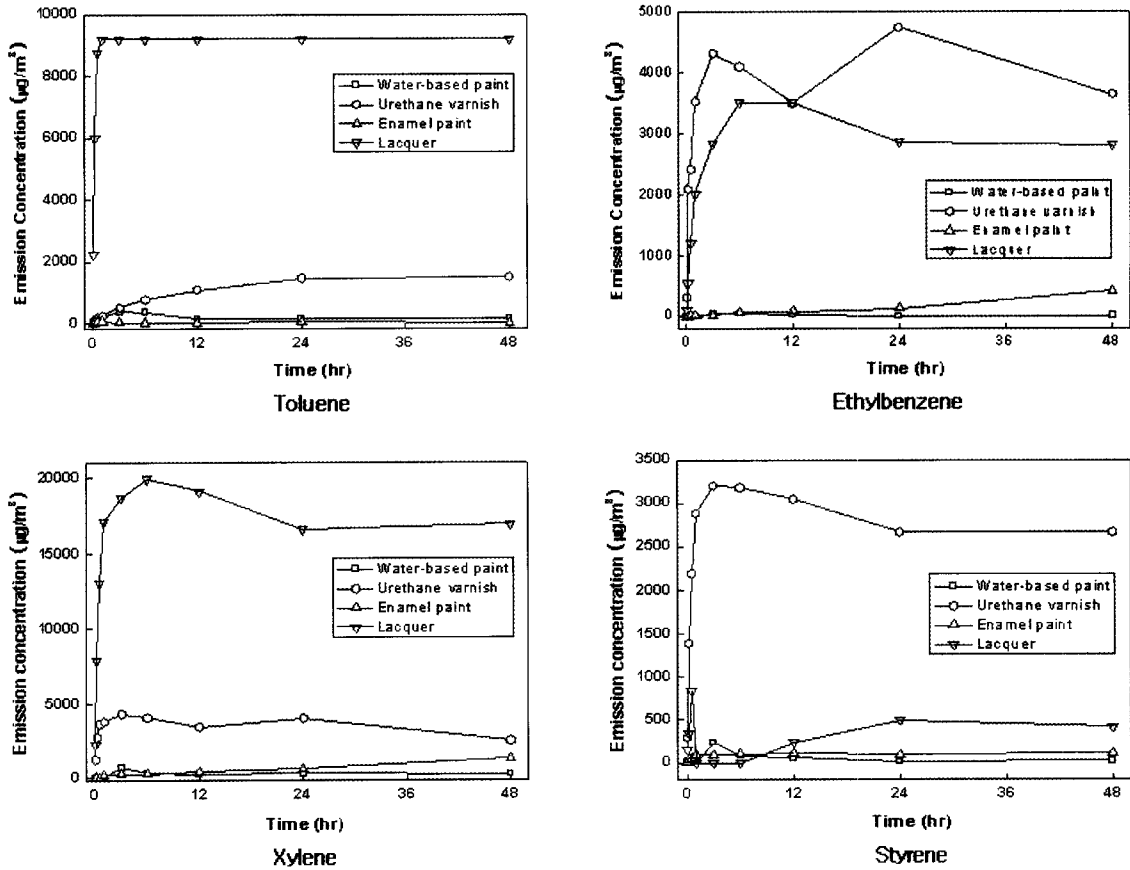 10000
8000
6000
4000
2000
0
Emission Concentration (µg/m³)
Water-based paint
Urethane varnish
Enamel paint
Lacquer
0 12 24 36 48
Time (hr)
Toluene
5000
4000
3000
2000
1000
0
Emission Concentration (µg/m³)
Water-based paint
Urethane varnish
Enamel paint
Lacquer
0 12 24 36 48
Time (hr)
Ethylbenzene
20000
15000
10000
5000
0
Emission concentration (µg/m³)
Water-based paint
Urethane varnish
Enamel paint
Lacquer
0 12 24 36 48
Time (hr)
Xylene
3500
3000
2500
2000
1500
1000
500
0
Emission concentration (µg/m³)
Water-based paint
Urethane varnish
Enamel paint
Lacquer
0 12 24 36 48
Time (hr)
Styrene